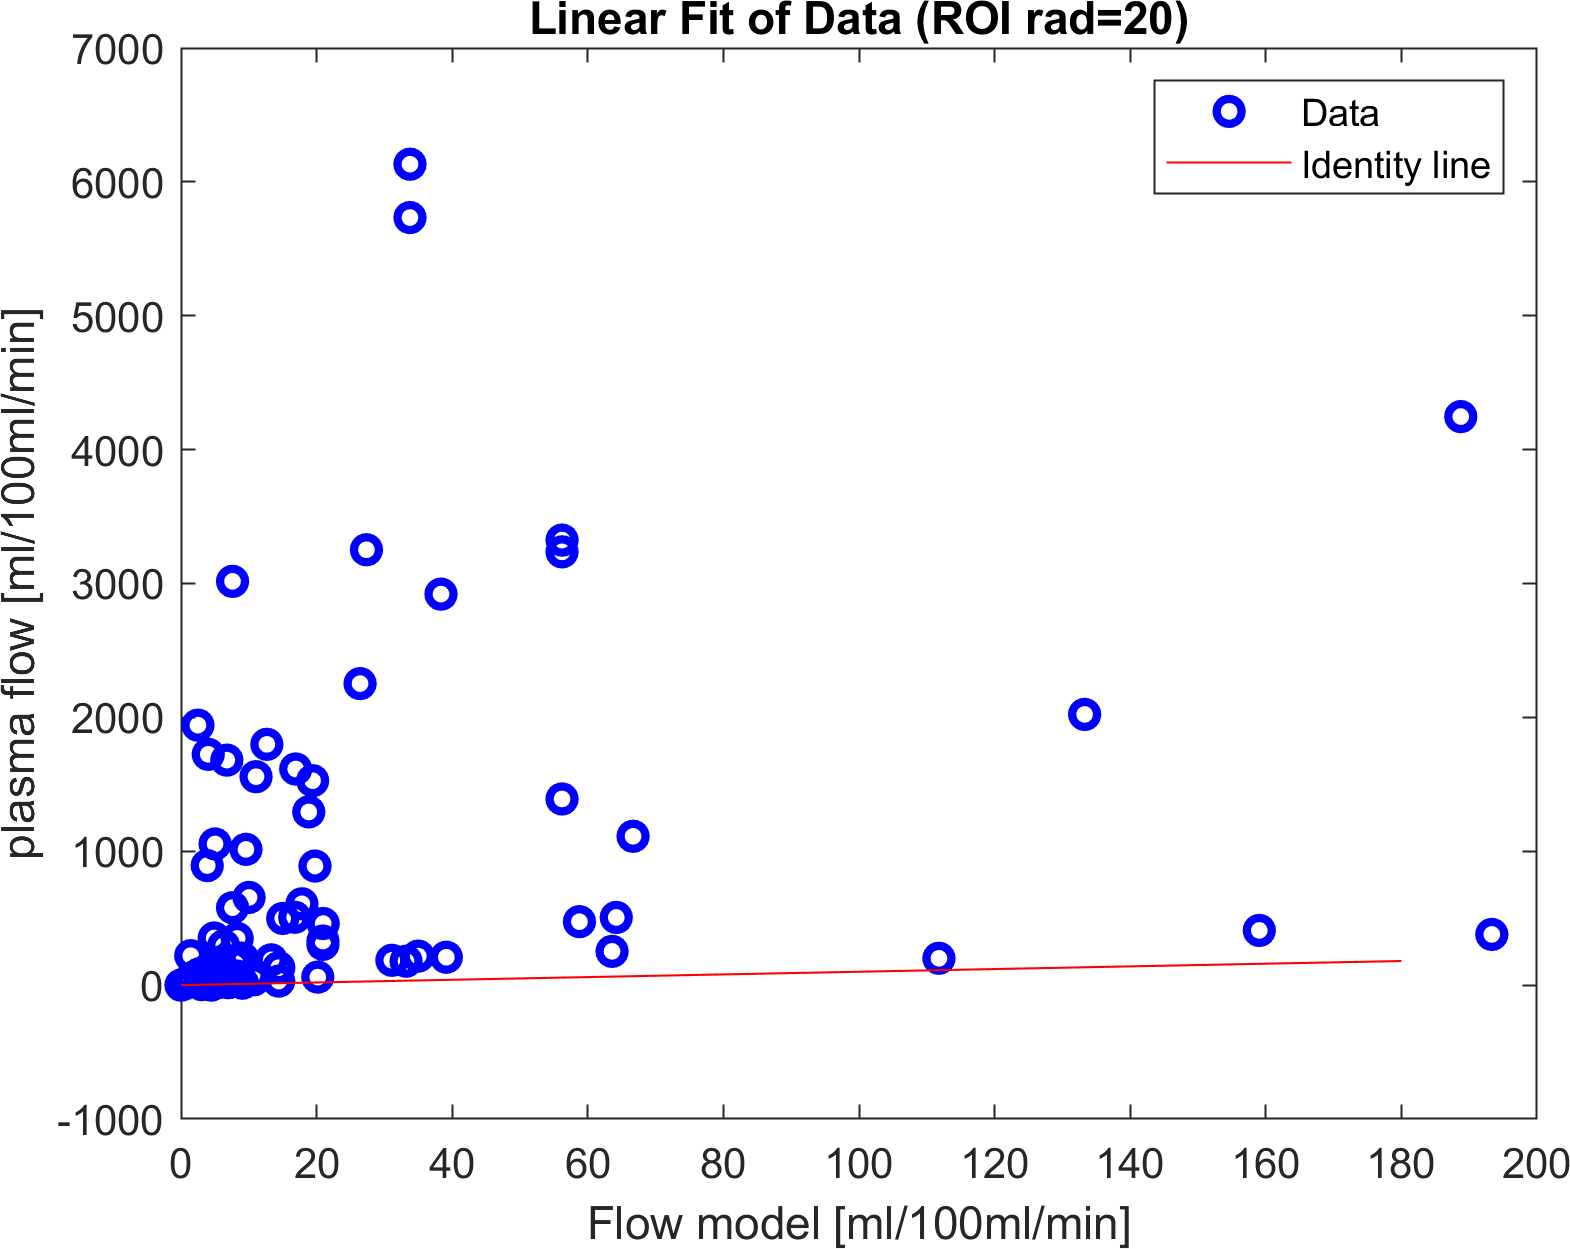 Linear Fit of Data (ROI rad=20)
7000
6000
5000
4000
3000
2000
1000
0
-1000
plasma flow [ml/100ml/min]
Data
Identity line
0 20 40 60 80 100 120 140 160 180 200
Flow model [ml/100ml/min]